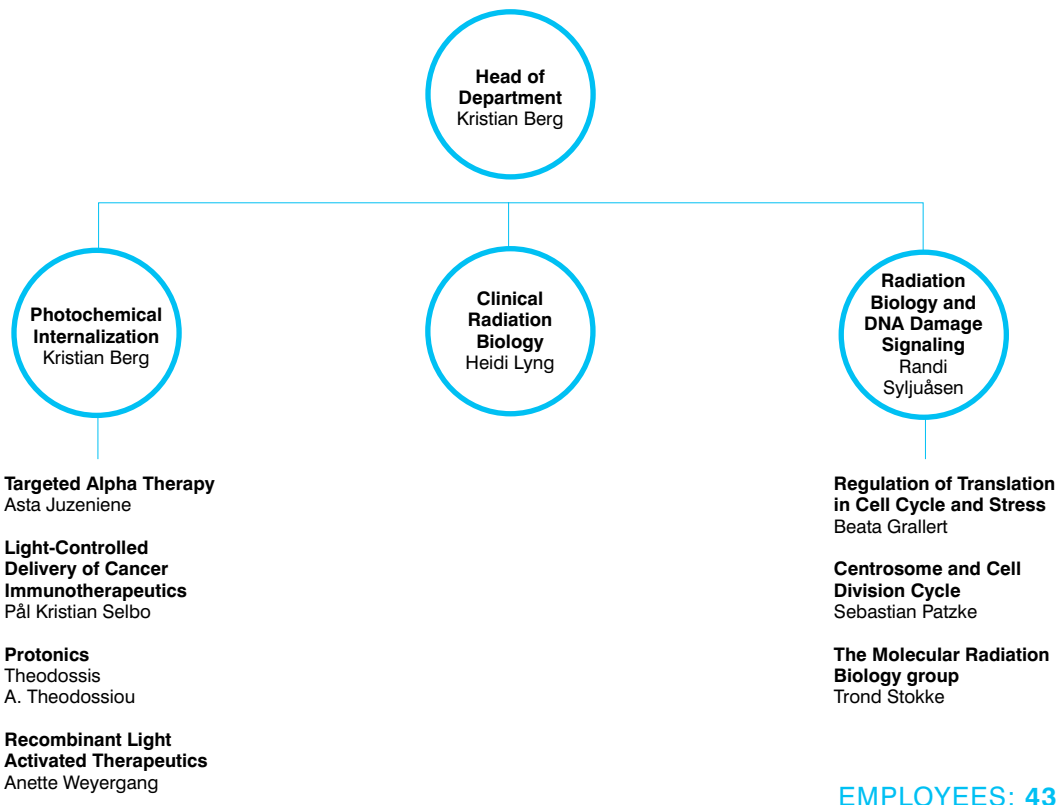 Head of
Department
Kristian Berg
Photochemical
Internalization
Kristian Berg
Clinical
Radiation
Biology
Heidi Lyng
Radiation
Biology and
DNA Damage
Signaling
Randi
Syljuåsen
Targeted Alpha Therapy
Asta Juzeniene
Light-Controlled
Delivery of Cancer
Immunotherapeutics
Pål Kristian Selbo
Protonics
Theodossis
A. Theodossiou
Recombinant Light
Activated Therapeutics
Anette Weyergang
Regulation of Translation
in Cell Cycle and Stress
Beata Grallert
Centrosome and Cell
Division Cycle
Sebastian Patzke
The Molecular Radiation
Biology group
Trond Stokke
EMPLOYEES: 43